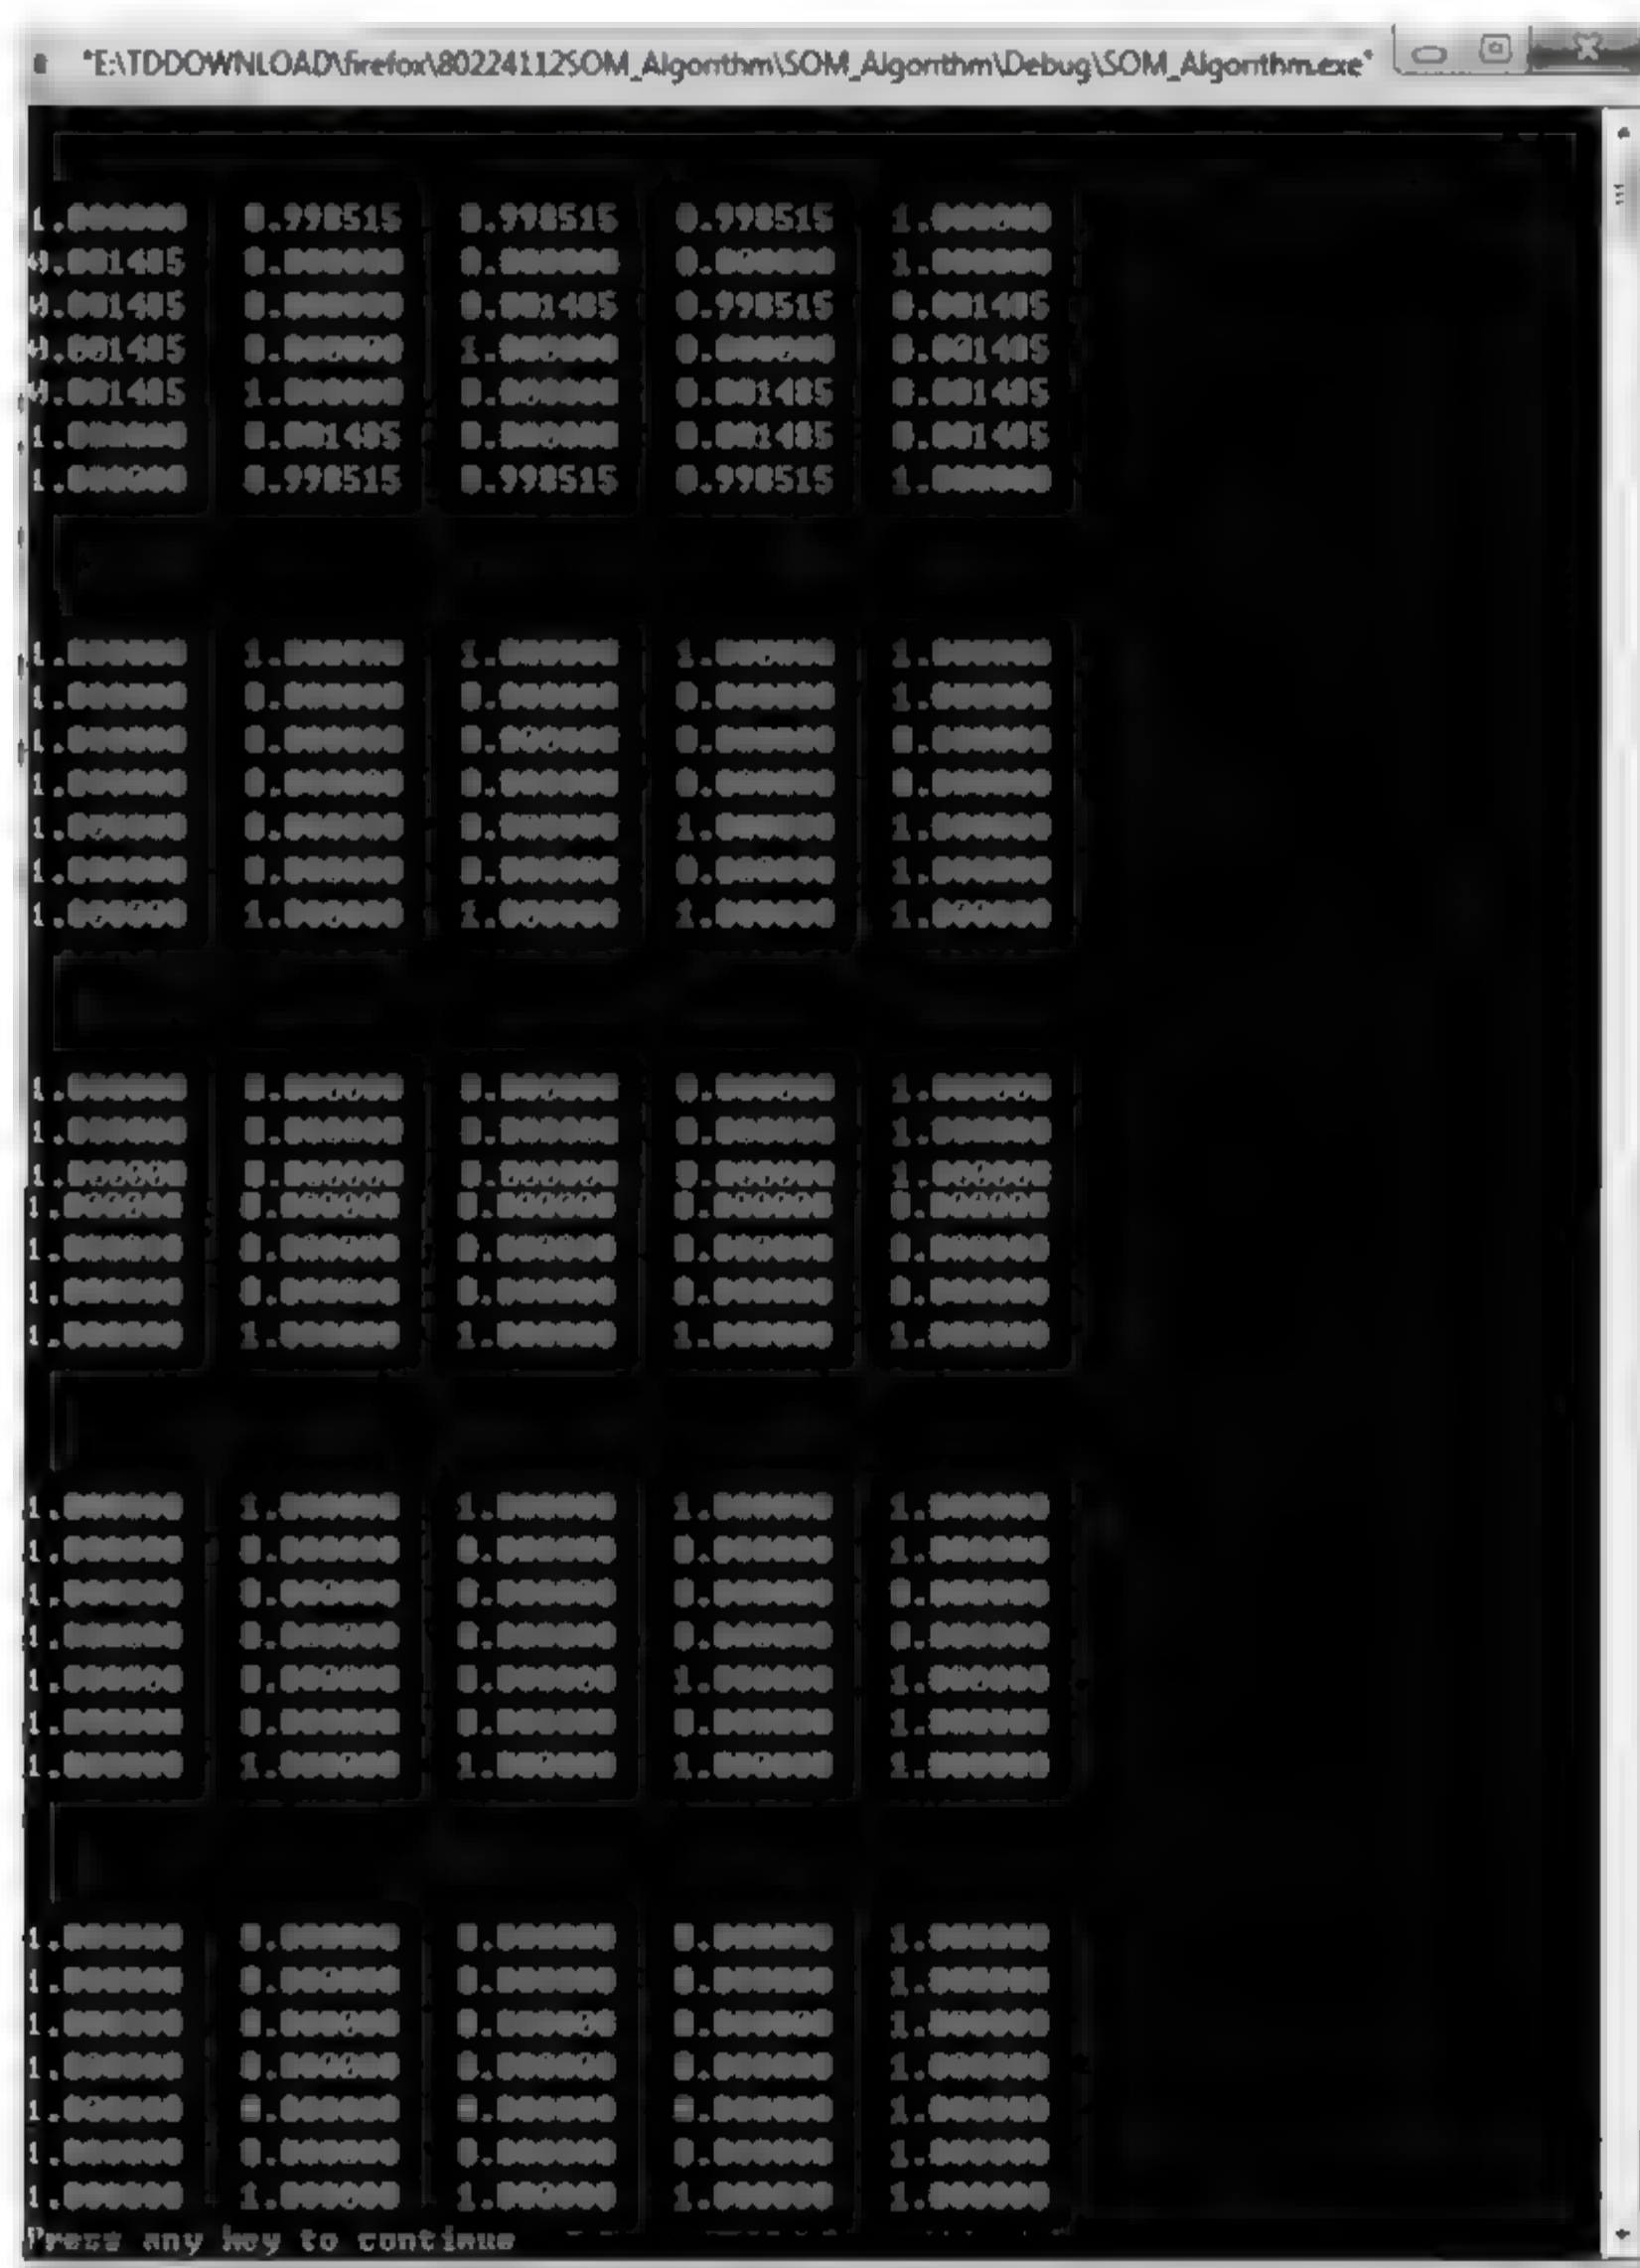 "E:\TDDOWNLOAD\firefox\80224112SOM_Algorithm\SOM_Algorithm\Debug\SOM_Algorithm.exe"
1.000000 0.998515 0.998515 0.998515 1.000000
0.001485 0.000000 0.000000 0.000000 1.000000
0.001485 0.000000 0.001485 0.998515 0.001485
0.001485 0.000000 1.000000 0.000000 0.001485
0.001485 1.000000 0.000000 0.001485 0.001485
1.000000 0.001485 0.000000 0.001485 0.001485
1.000000 0.998515 0.998515 0.998515 1.000000
1.000000 1.000000 1.000000 1.000000 1.000000
1.000000 0.000000 0.000000 0.000000 1.000000
1.000000 0.000000 0.000000 0.000000 0.000000
1.000000 0.000000 0.000000 0.000000 0.000000
1.000000 0.000000 0.000000 1.000000 1.000000
1.000000 0.000000 0.000000 0.000000 1.000000
1.000000 1.000000 1.000000 1.000000 1.000000
1.000000 0.000000 0.000000 0.000000 1.000000
1.000000 0.000000 0.000000 0.000000 1.000000
1.000000 0.000000 0.000000 0.000000 1.000000
1.000000 0.000000 0.000000 0.000000 0.000000
1.000000 0.000000 0.000000 0.000000 0.000000
1.000000 0.000000 0.000000 0.000000 0.000000
1.000000 1.000000 1.000000 1.000000 1.000000
1.000000 1.000000 1.000000 1.000000 1.000000
1.000000 0.000000 0.000000 0.000000 1.000000
1.000000 0.000000 0.000000 0.000000 0.000000
1.000000 0.000000 0.000000 0.000000 0.000000
1.000000 0.000000 0.000000 1.000000 1.000000
1.000000 0.000000 0.000000 0.000000 1.000000
1.000000 1.000000 1.000000 1.000000 1.000000
1.000000 0.000000 0.000000 0.000000 1.000000
1.000000 0.000000 0.000000 0.000000 1.000000
1.000000 0.000000 0.000000 0.000000 1.000000
1.000000 0.000000 0.000000 0.000000 1.000000
1.000000 0.000000 0.000000 0.000000 1.000000
1.000000 0.000000 0.000000 0.000000 1.000000
1.000000 1.000000 1.000000 1.000000 1.000000
Press any key to continue